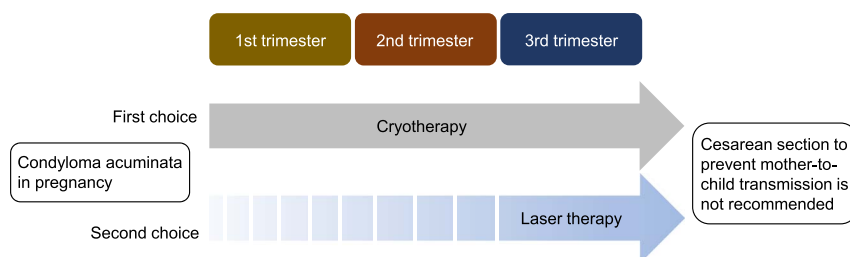 1st trimester
2nd trimester
3rd trimester
First choice
Cryotherapy
Condyloma acuminata
in pregnancy
Cesarean section to
prevent mother-to-
child transmission is
not recommended
Laser therapy
Second choice